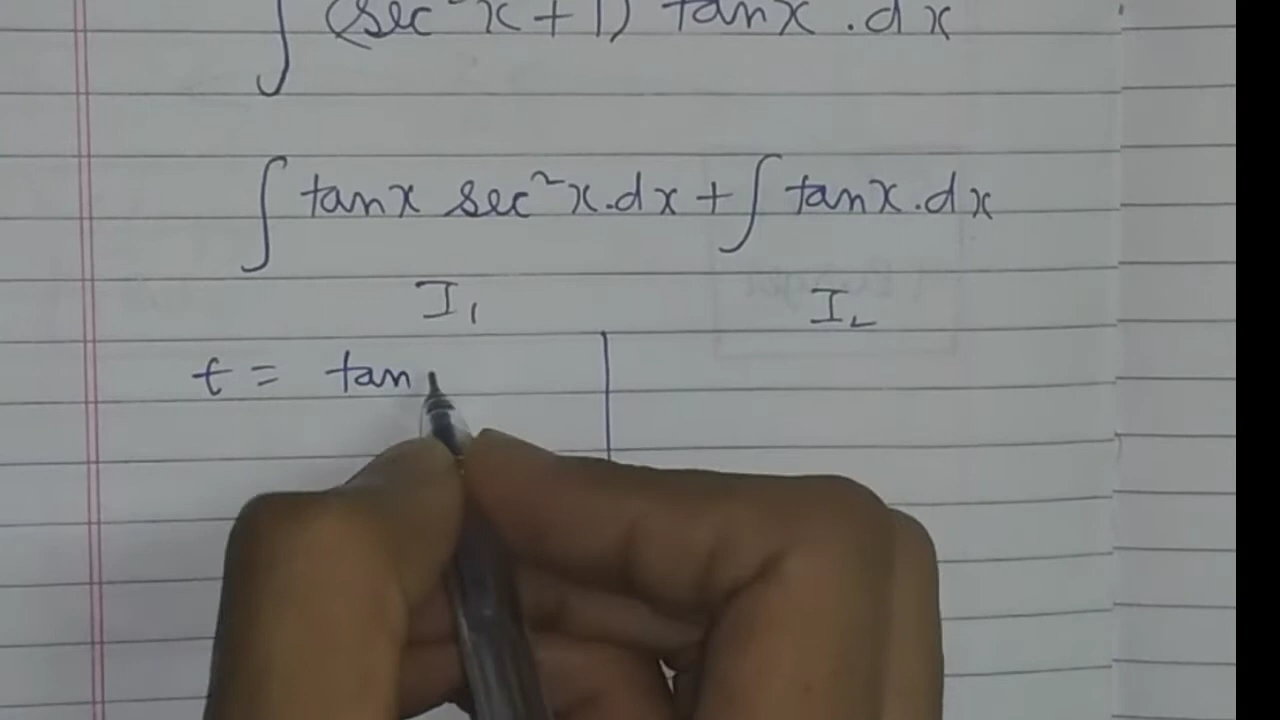 ∫ (sec²x + 1) tanx .dx
∫ tanx sec²x.dx + ∫ tanx.dx
I₁ I₂
t = tan